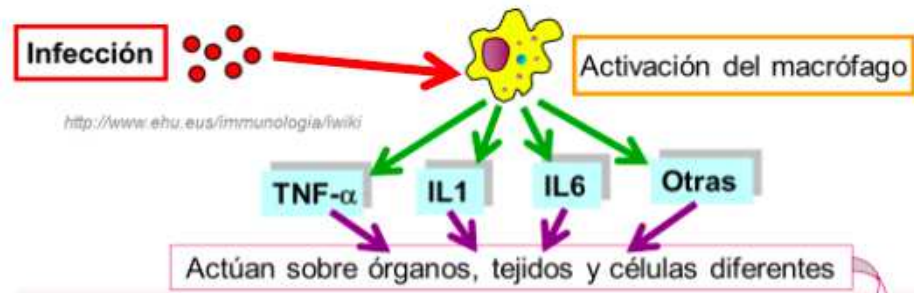 Infección
Activación del macrófago
http://www.ehu.eus/immunologia/iwiki
TNF-α
IL1
IL6
Otras
Actúan sobre órganos, tejidos y células diferentes